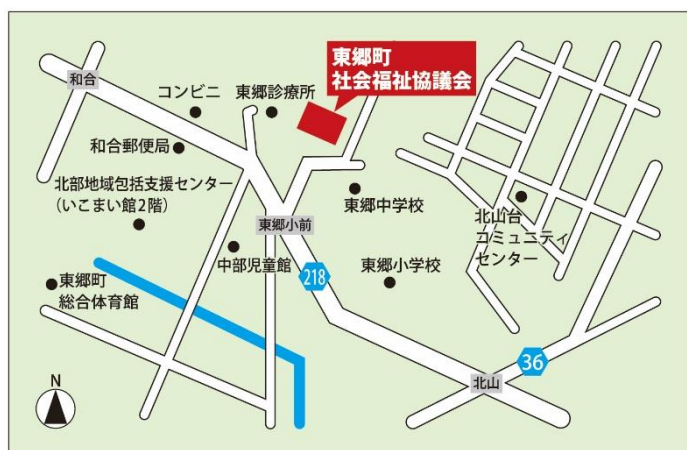 東郷町
社会福祉協議会
和合
コンビニ
東郷診療所
和合郵便局
北部地域包括支援センター
（いこまい館2階）
東郷小前
東郷中学校
北山台
コミュニティ
センター
中部児童館
東郷小学校
東郷町
総合体育館
218
36
北山
N